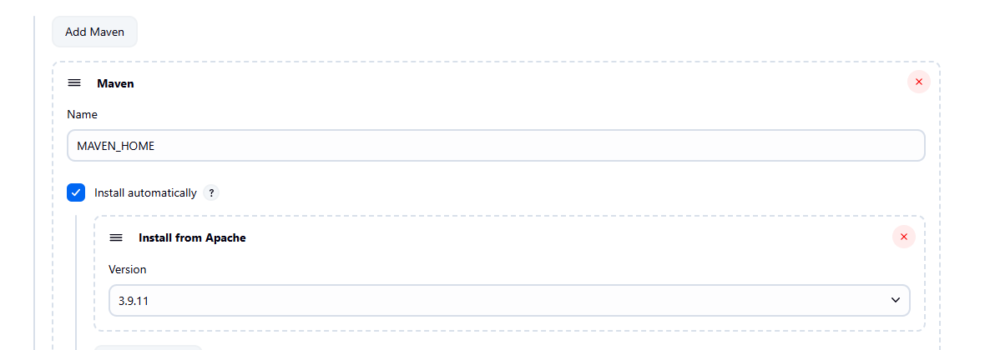 Add Maven
Maven
Name
MAVEN_HOME
Install automatically ?
Install from Apache
Version
3.9.11